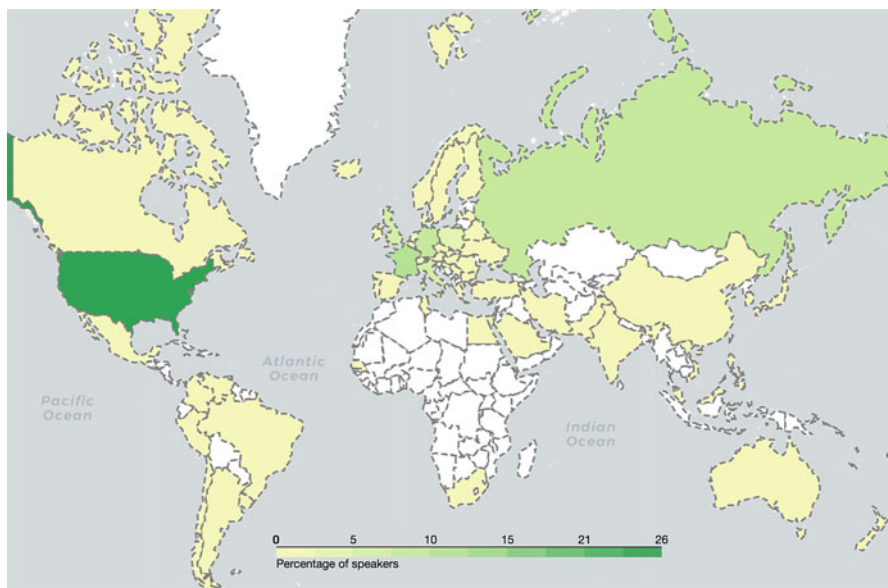 Atlantic
Ocean
Pacific
Ocean
Indian
Ocean
0 5 10 15 21 26
Percentage of speakers